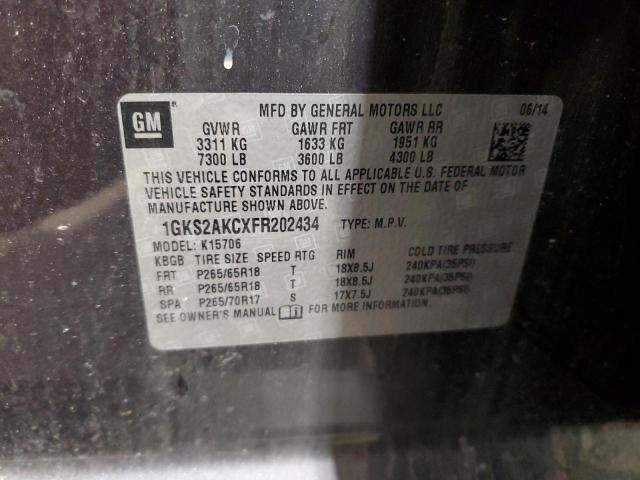 GM
MFD BY GENERAL MOTORS LLC 06/14
GVWR GAWR FRT GAWR RR
3311 KG 1633 KG 1951 KG
7300 LB 3600 LB 4300 LB
THIS VEHICLE CONFORMS TO ALL APPLICABLE U.S. FEDERAL MOTOR
VEHICLE SAFETY STANDARDS IN EFFECT ON THE DATE OF
MANUFACTURE SHOWN ABOVE.
1GKS2AKCXFR202434 TYPE: M.P.V.
MODEL: K15706
KBGB TIRE SIZE SPEED RTG RIM COLD TIRE PRESSURE
FRT P265/65R18 T 18X8.5J 240KPA(35PSI)
RR P265/65R18 T 18X8.5J 240KPA(35PSI)
SPA P265/70R17 S 17X7.5J 240KPA(35PSI)
SEE OWNER'S MANUAL FOR MORE INFORMATION.